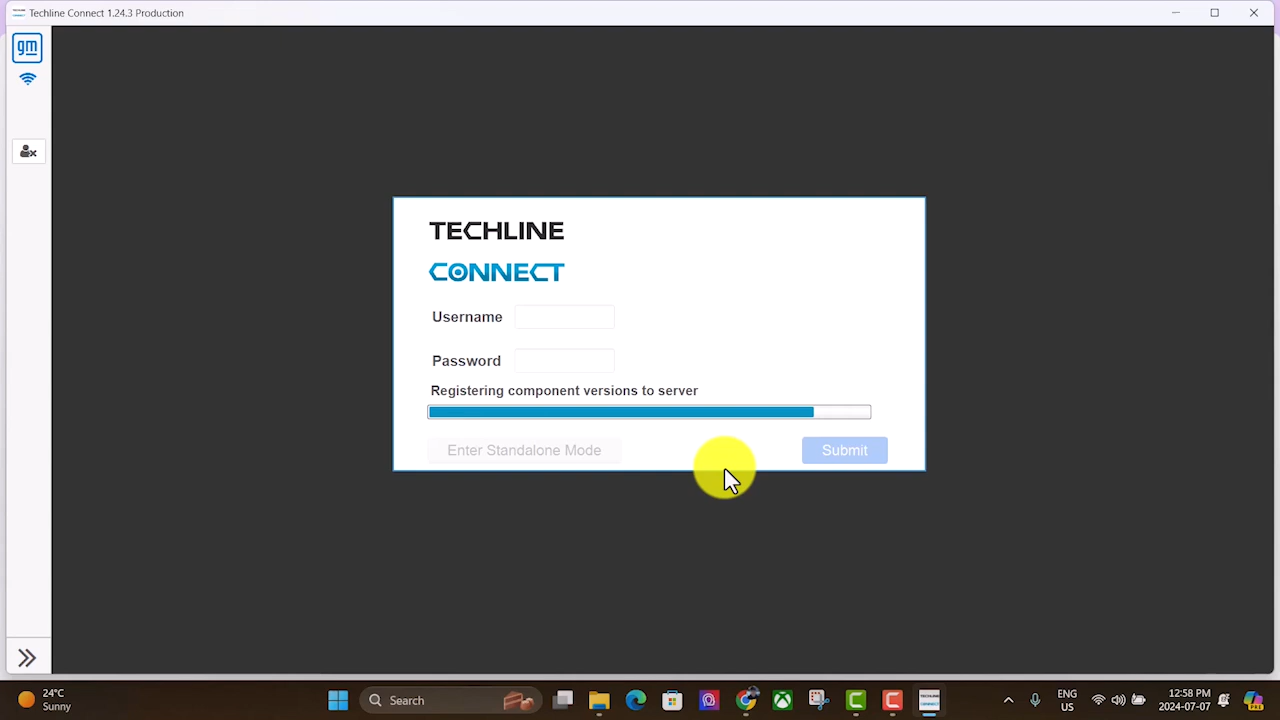 Techline Connect 1.24.3 Production
gm
TECHLINE
CONNECT
Username
Password
Registering component versions to server
Enter Standalone Mode
Submit
24°C
Sunny
Search
ENG
US
12:58 PM
2024-07-07